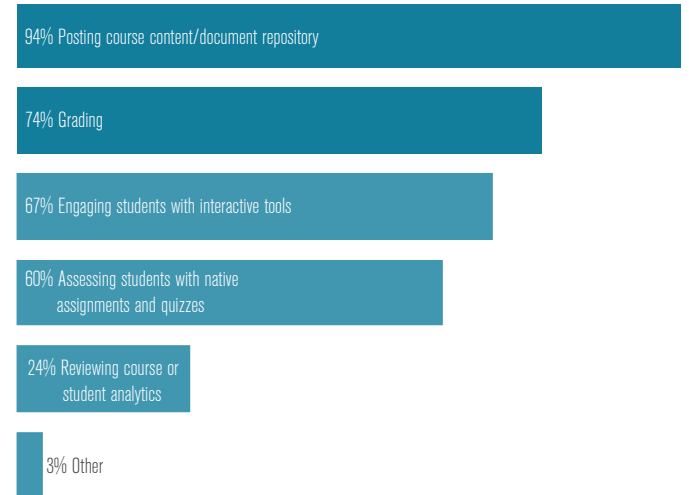 94% Posting course content/document repository
74% Grading
67% Engaging students with interactive tools
60% Assessing students with native
assignments and quizzes
24% Reviewing course or
student analytics
3% Other